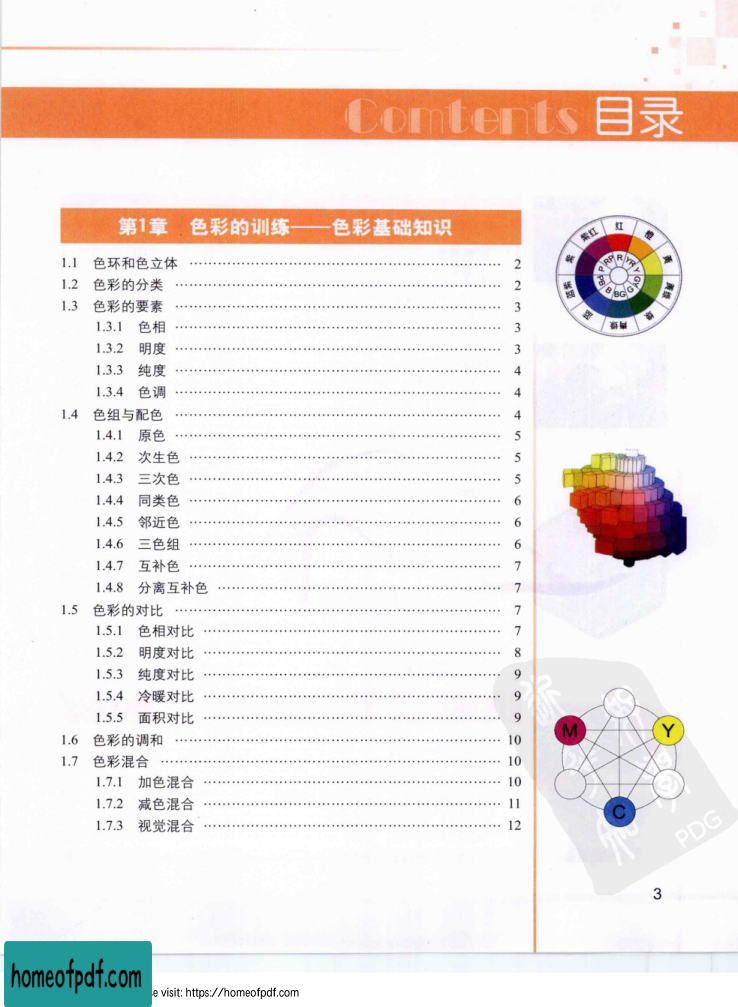 Comtents 目录
第1章 色彩的训练——色彩基础知识
1.1 色环和色立体 …… 2
1.2 色彩的分类 …… 2
1.3 色彩的要素 …… 3
1.3.1 色相 …… 3
1.3.2 明度 …… 3
1.3.3 纯度 …… 4
1.3.4 色调 …… 4
1.4 色组与配色 …… 4
1.4.1 原色 …… 5
1.4.2 次生色 …… 5
1.4.3 三次色 …… 5
1.4.4 同类色 …… 6
1.4.5 邻近色 …… 6
1.4.6 三色组 …… 6
1.4.7 互补色 …… 7
1.4.8 分离互补色 …… 7
1.5 色彩的对比 …… 7
1.5.1 色相对比 …… 7
1.5.2 明度对比 …… 8
1.5.3 纯度对比 …… 9
1.5.4 冷暖对比 …… 9
1.5.5 面积对比 …… 9
1.6 色彩的调和 …… 10
1.7 色彩混合 …… 10
1.7.1 加色混合 …… 10
1.7.2 减色混合 …… 11
1.7.3 视觉混合 …… 12
红
橙
黄
黄绿
绿
青绿
蓝
蓝紫
紫
紫红
R
YR
Y
G
BG
B
P
RP
M
Y
C
PDG
3
homeofpdf.com
se visit: https://homeofpdf.com